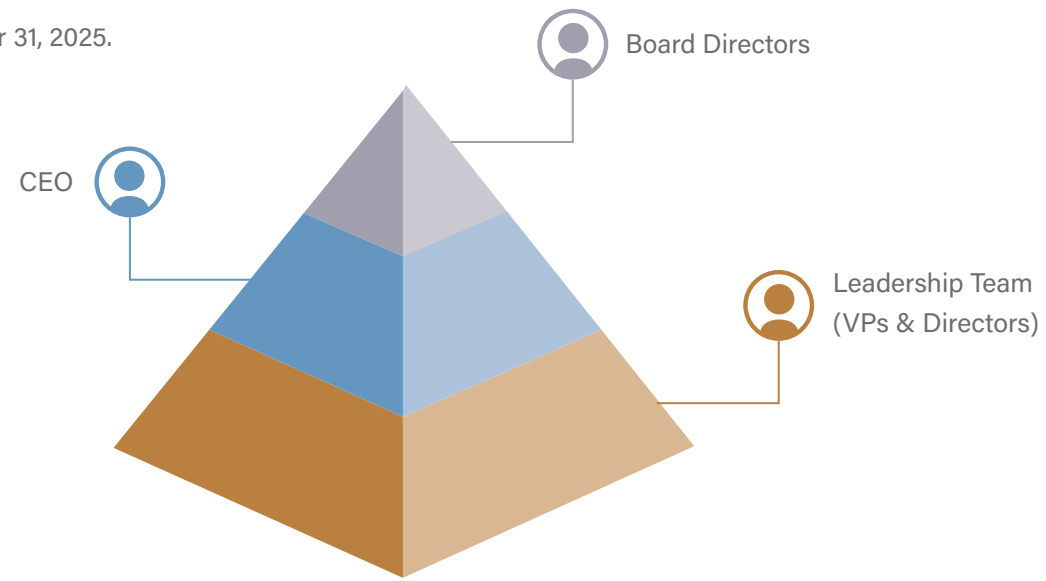 r 31, 2025.
Board Directors
CEO
Leadership Team
(VPs & Directors)